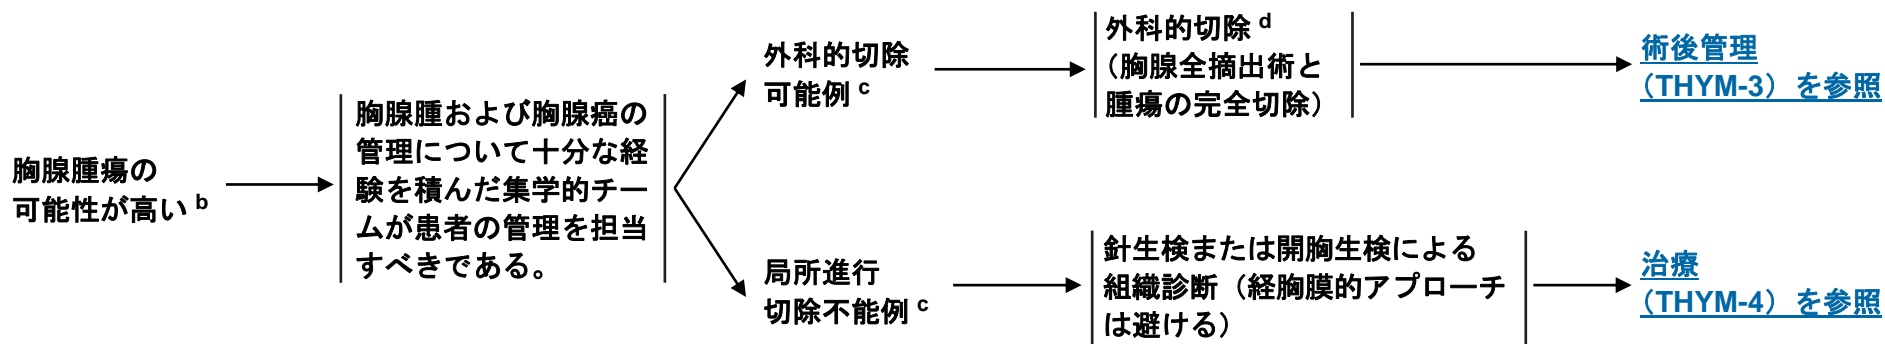 胸腺腫瘍の
可能性が高い b
胸腺腫および胸腺癌の
管理について十分な経
験を積んだ集学的チー
ムが患者の管理を担当
すべきである。
外科的切除
可能例 c
外科的切除 d
（胸腺全摘出術と
腫瘍の完全切除）
術後管理
（THYM-3）を参照
局所進行
切除不能例 c
針生検または開胸生検による
組織診断（経胸膜的アプローチ
は避ける）
治療
（THYM-4）を参照